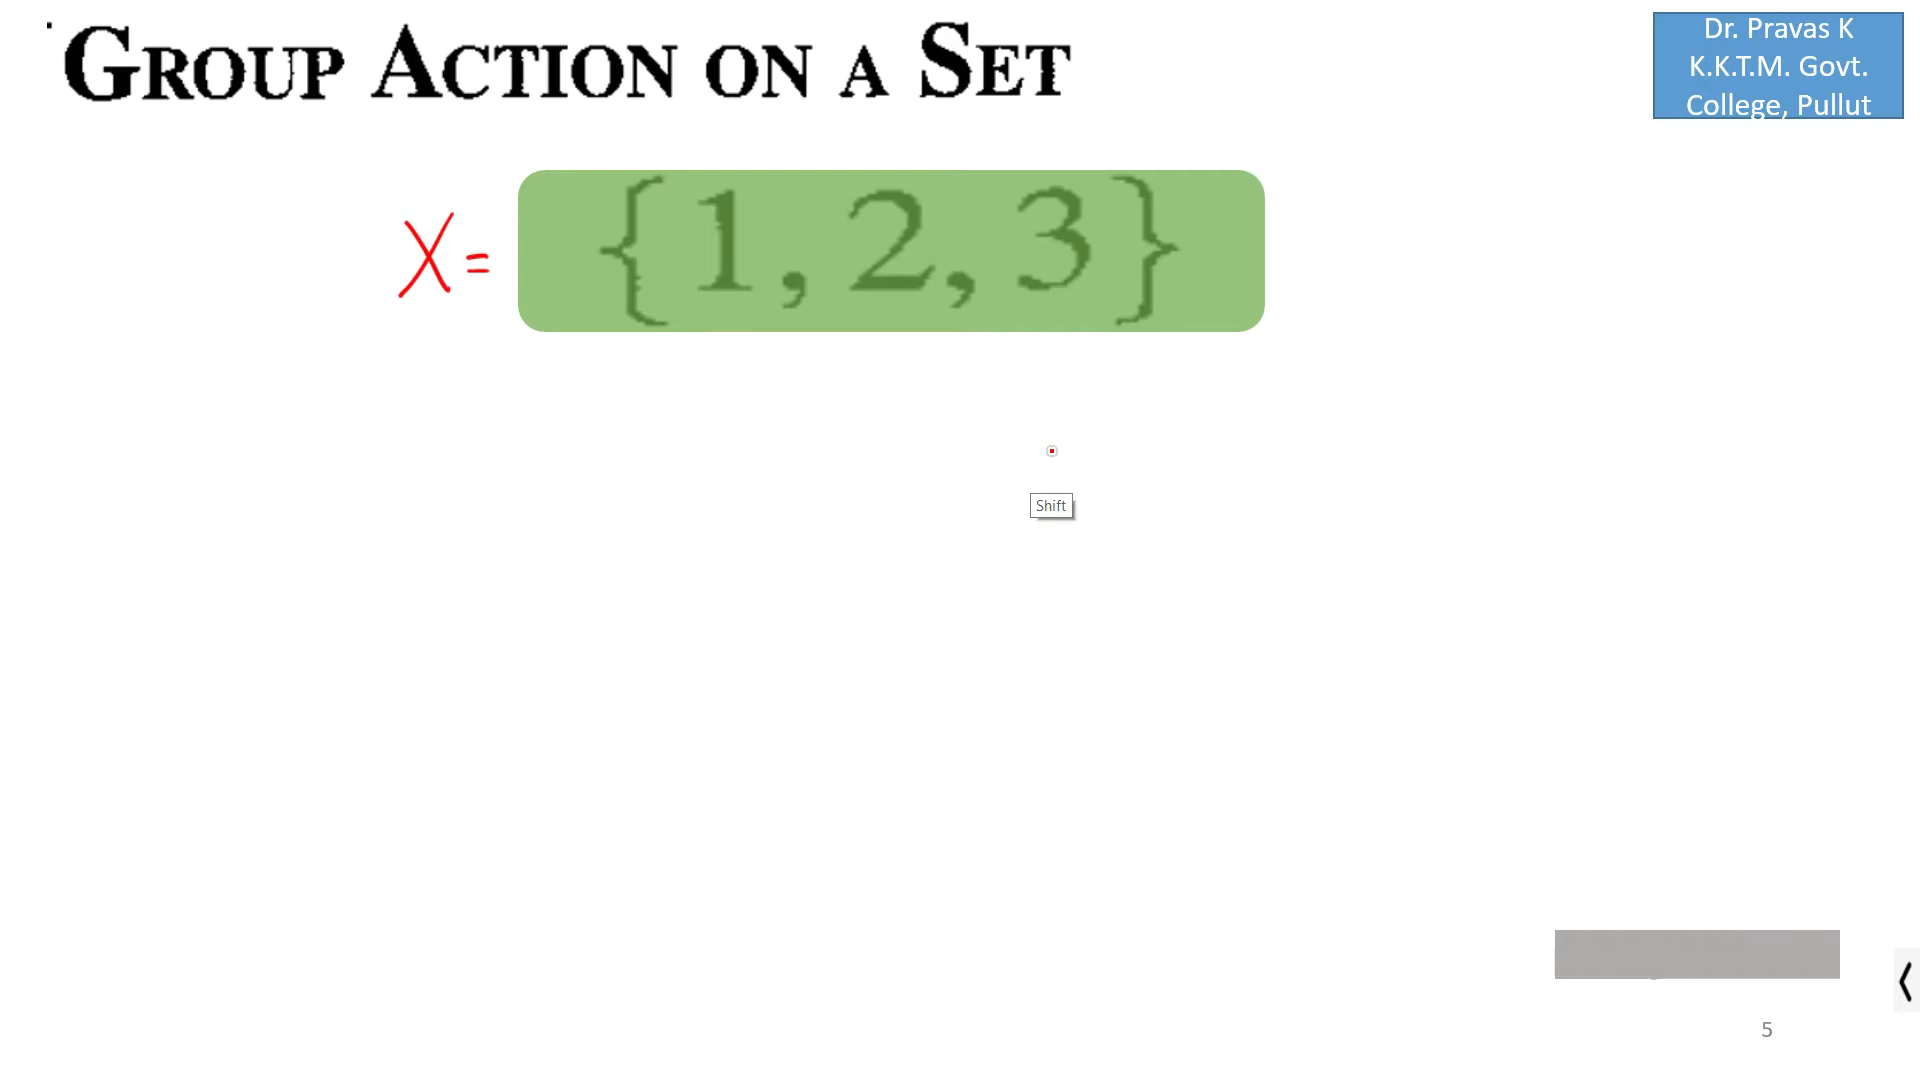 GROUP ACTION ON A SET
Dr. Pravas K
K.K.T.M. Govt.
College, Pullut
X = {1, 2, 3}
Shift
5